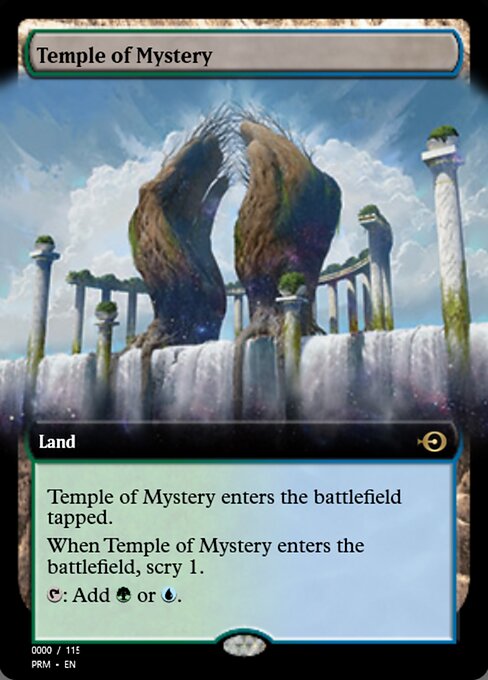 Temple of Mystery
Land
Temple of Mystery enters the battlefield
tapped.
When Temple of Mystery enters the
battlefield, scry 1.
: Add or .
0000 / 115
PRM • EN